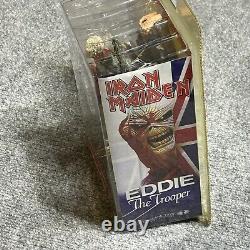 IRON
MAIDEN
EDDIE
The Trooper